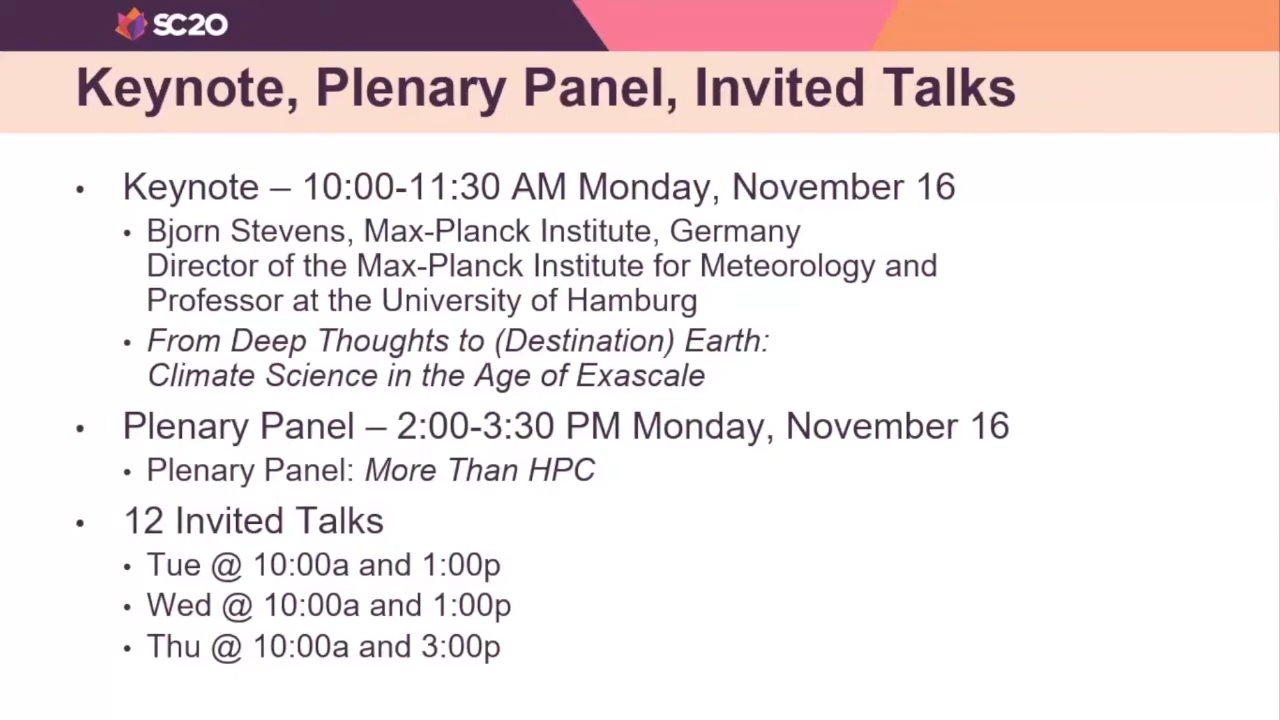 SC20
Keynote, Plenary Panel, Invited Talks
• Keynote – 10:00-11:30 AM Monday, November 16
• Bjorn Stevens, Max-Planck Institute, Germany
Director of the Max-Planck Institute for Meteorology and
Professor at the University of Hamburg
• From Deep Thoughts to (Destination) Earth:
Climate Science in the Age of Exascale
• Plenary Panel – 2:00-3:30 PM Monday, November 16
• Plenary Panel: More Than HPC
• 12 Invited Talks
• Tue @ 10:00a and 1:00p
• Wed @ 10:00a and 1:00p
• Thu @ 10:00a and 3:00p